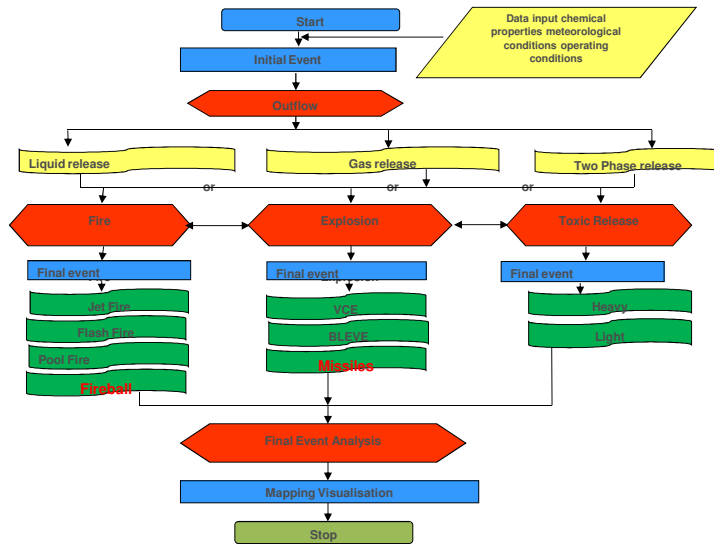 Start
Data input chemical
properties meteorological
conditions operating
conditions
Initial Event
Outflow
Liquid release
Gas release
Two Phase release
or
or
or
Fire
Explosion
Toxic Release
Final event
Final event
Final event
Jet Fire
Flash Fire
Pool Fire
Fireball
VCE
BLEVE
Missiles
Heavy
Light
Final Event Analysis
Mapping Visualisation
Stop